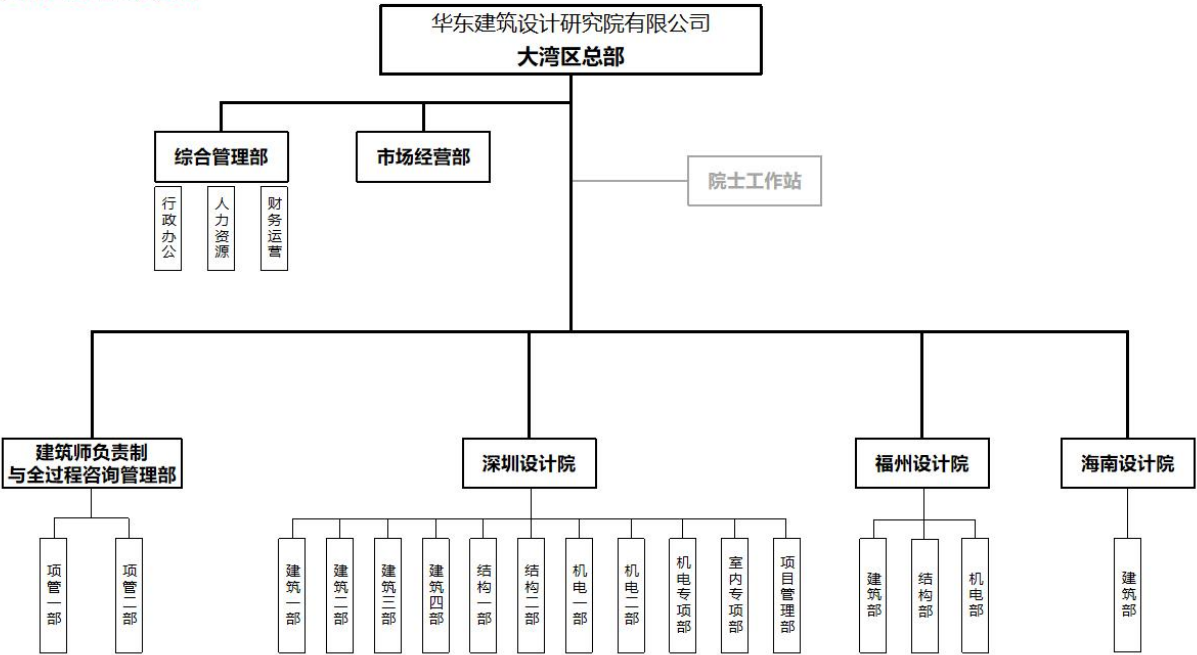 华东建筑设计研究院有限公司
大湾区总部
综合管理部
市场经营部
院士工作站
行政办公
人力资源
财务运营
建筑师负责制
与全过程咨询管理部
深圳设计院
福州设计院
海南设计院
项管一部
项管二部
建筑一部
建筑二部
建筑三部
建筑四部
结构一部
结构二部
机电一部
机电二部
机电专项部
室内专项部
项目管理部
建筑部
结构部
机电部
建筑部